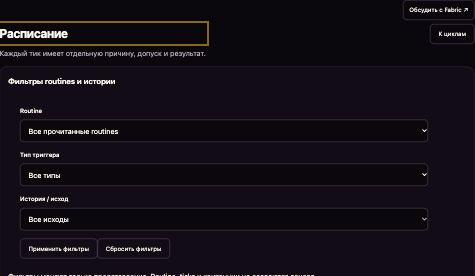 Обсудить с Fabric ↗
Расписание
К циклам
Каждый тик имеет отдельную причину, допуск и результат.
Фильтры routines и истории
Routine
Все прочитанные routines
Тип триггера
Все типы
История / исход
Все исходы
Применить фильтры
Сбросить фильтры